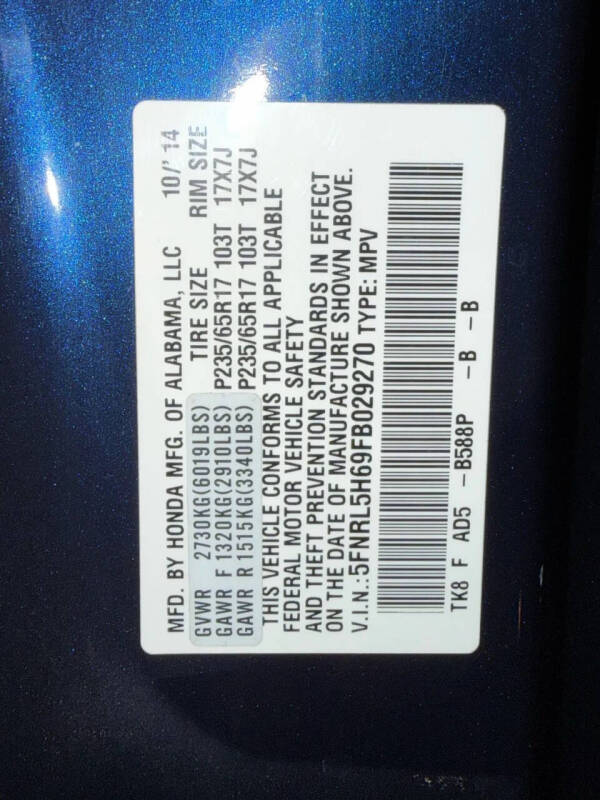 MFD. BY HONDA MFG. OF ALABAMA, LLC 10/'14
GVWR 2730KG(6019LBS) TIRE SIZE RIM SIZE
GAWR F 1320KG(2910LBS) P235/65R17 103T 17X7J
GAWR R 1515KG(3340LBS) P235/65R17 103T 17X7J
THIS VEHICLE CONFORMS TO ALL APPLICABLE
FEDERAL MOTOR VEHICLE SAFETY
AND THEFT PREVENTION STANDARDS IN EFFECT
ON THE DATE OF MANUFACTURE SHOWN ABOVE.
V.I.N.:5FNRL5H69FB029270 TYPE: MPV
TK8 F AD5 -B588P -B -B